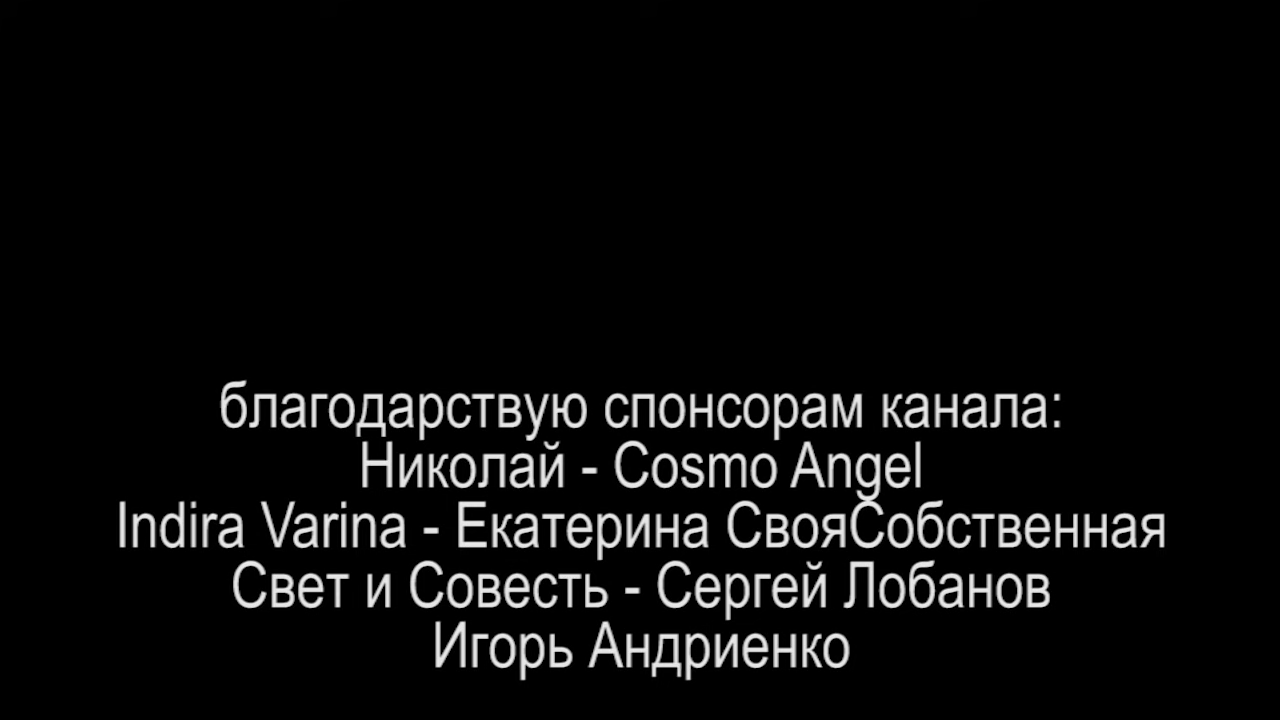 благодарствую спонсорам канала:
Николай - Cosmo Angel
Indira Varina - Екатерина СвояСобственная
Свет и Совесть - Сергей Лобанов
Игорь Андриенко